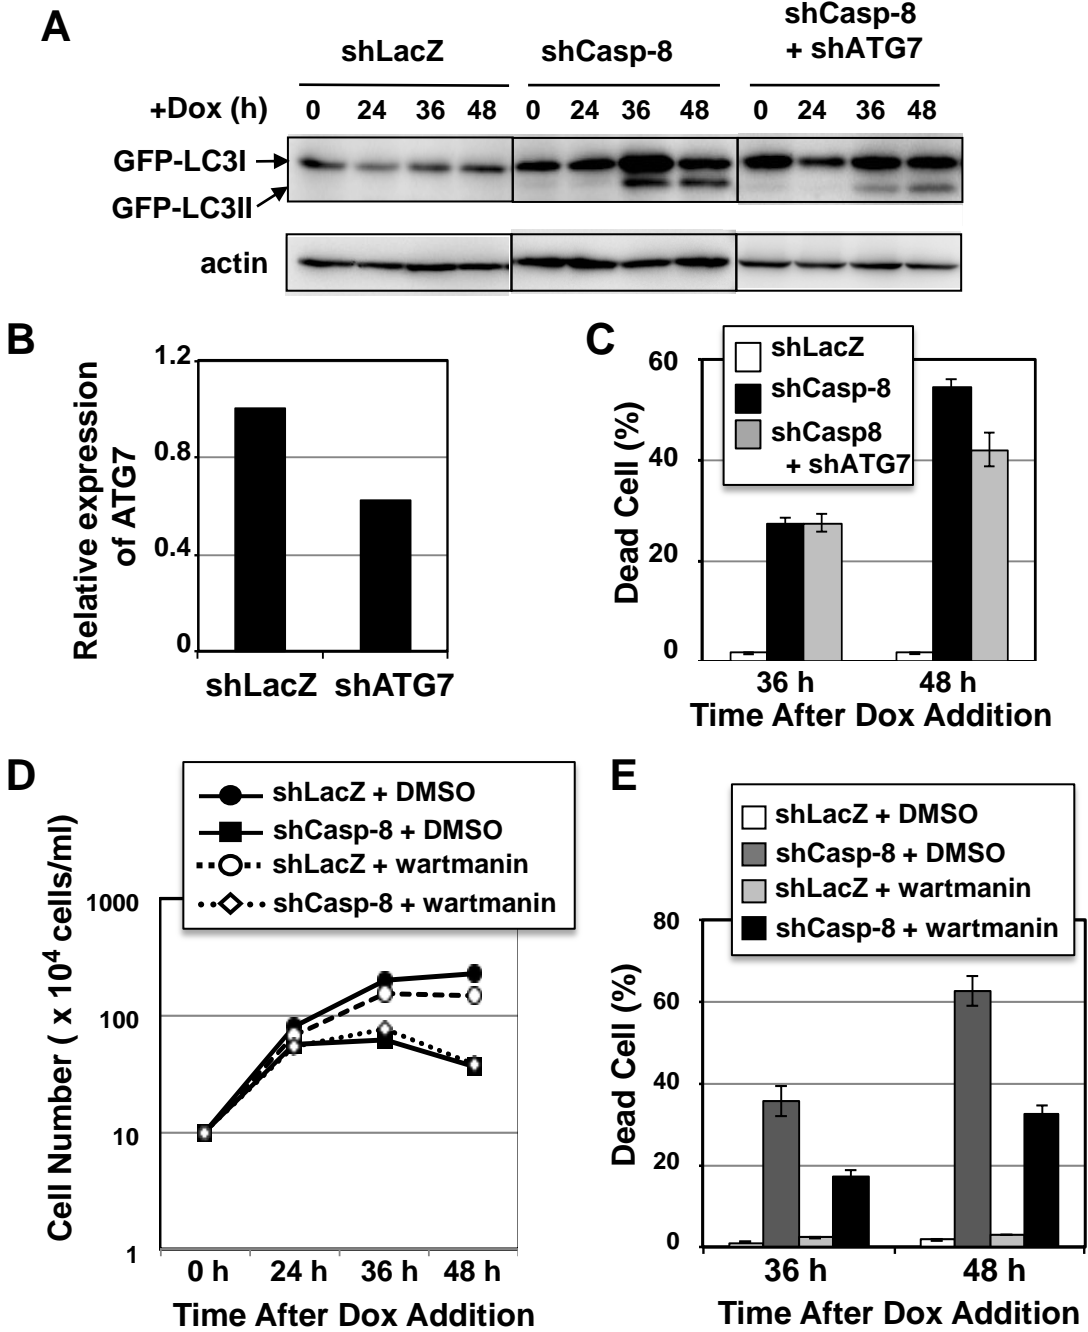 A
shLacZ
shCasp-8
shCasp-8
+ shATG7
+Dox (h)
0 24 36 48 0 24 36 48 0 24 36 48
GFP-LC3I
GFP-LC3II
actin
B
Relative expression
of ATG7
1.2
0.8
0.4
0
shLacZ shATG7
C
shLacZ
shCasp-8
shCasp8
+ shATG7
Dead Cell (%)
60
40
20
0
36 h 48 h
Time After Dox Addition
D
shLacZ + DMSO
shCasp-8 + DMSO
shLacZ + wartmanin
shCasp-8 + wartmanin
Cell Number ( x 10⁴ cells/ml)
1000
100
10
1
0 h 24 h 36 h 48 h
Time After Dox Addition
E
shLacZ + DMSO
shCasp-8 + DMSO
shLacZ + wartmanin
shCasp-8 + wartmanin
Dead Cell (%)
80
60
40
20
0
36 h 48 h
Time After Dox Addition